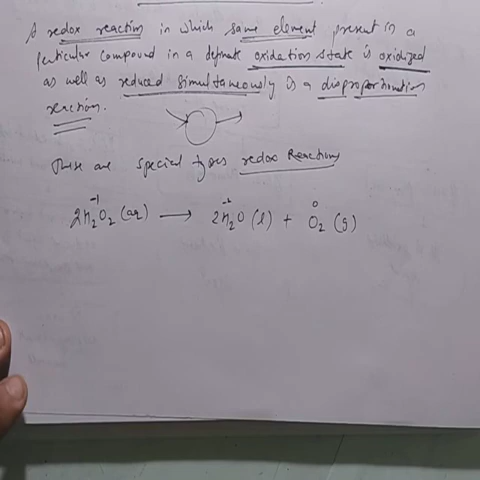 A redox reaction in which same element present in a
particular compound in a definite oxidation state is oxidized
as well as reduced simultaneously is a disproportionation
reaction.
These are special types redox Reactions
-1 -2 0
2H₂O₂ (aq) → 2H₂O (l) + O₂ (g)